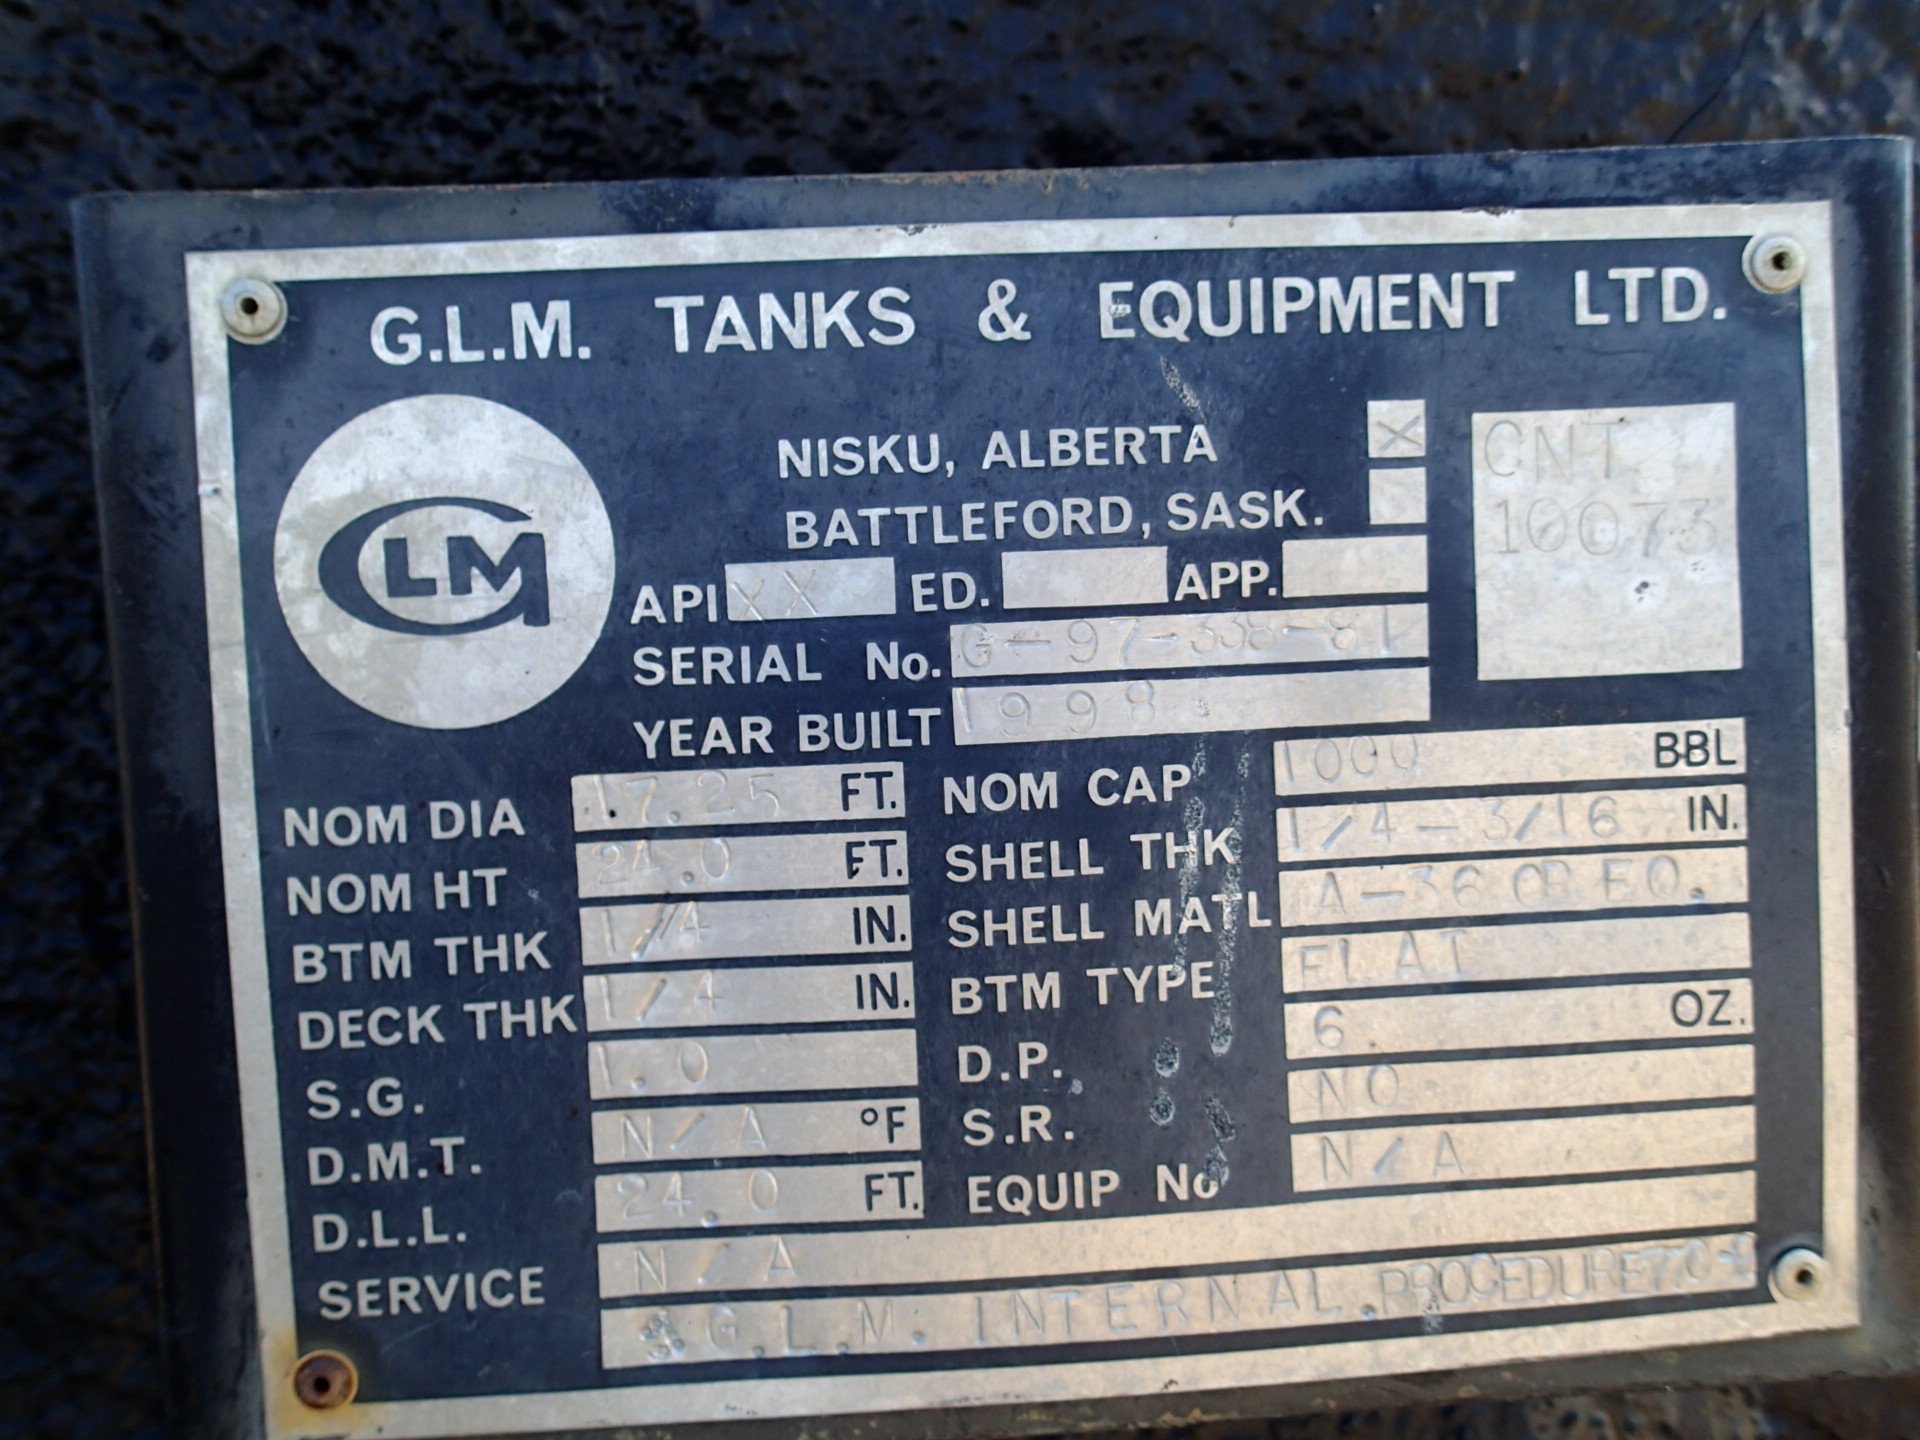 G.L.M. TANKS & EQUIPMENT LTD.
GLM
NISKU, ALBERTA X
BATTLEFORD, SASK.
CNT
10073
API XX ED. APP.
SERIAL No. G-97-338-81
YEAR BUILT 1998
NOM DIA 17.25 FT. NOM CAP 1000 BBL
NOM HT 24.0 FT. SHELL THK 1/4-3/16 IN.
BTM THK 1/4 IN. SHELL MATL A-36 OR EQ.
DECK THK 1/4 IN. BTM TYPE FLAT
S.G. 1.0 D.P. 6 OZ.
D.M.T. N/A °F S.R. NO
D.L.L. 24.0 FT. EQUIP No N/A
SERVICE N/A
G.L.M. INTERNAL. PROCEDURE